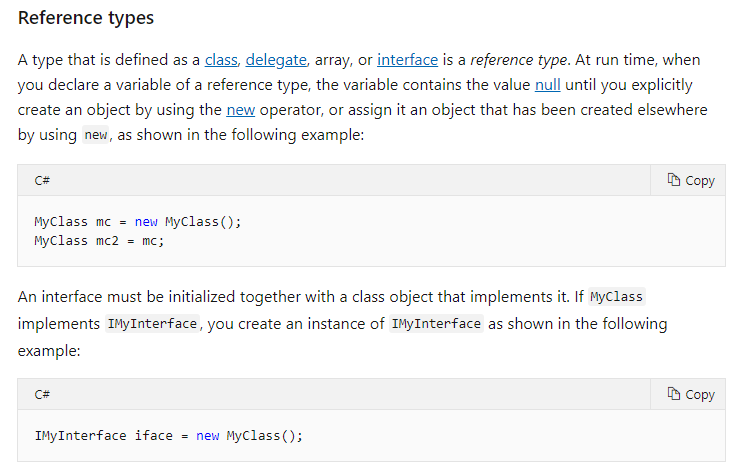 Reference types
A type that is defined as a class, delegate, array, or interface is a reference type. At run time, when
you declare a variable of a reference type, the variable contains the value null until you explicitly
create an object by using the new operator, or assign it an object that has been created elsewhere
by using new, as shown in the following example:
C#
Copy
MyClass mc = new MyClass();
MyClass mc2 = mc;
An interface must be initialized together with a class object that implements it. If MyClass
implements IMyInterface, you create an instance of IMyInterface as shown in the following
example:
C#
Copy
IMyInterface iface = new MyClass();